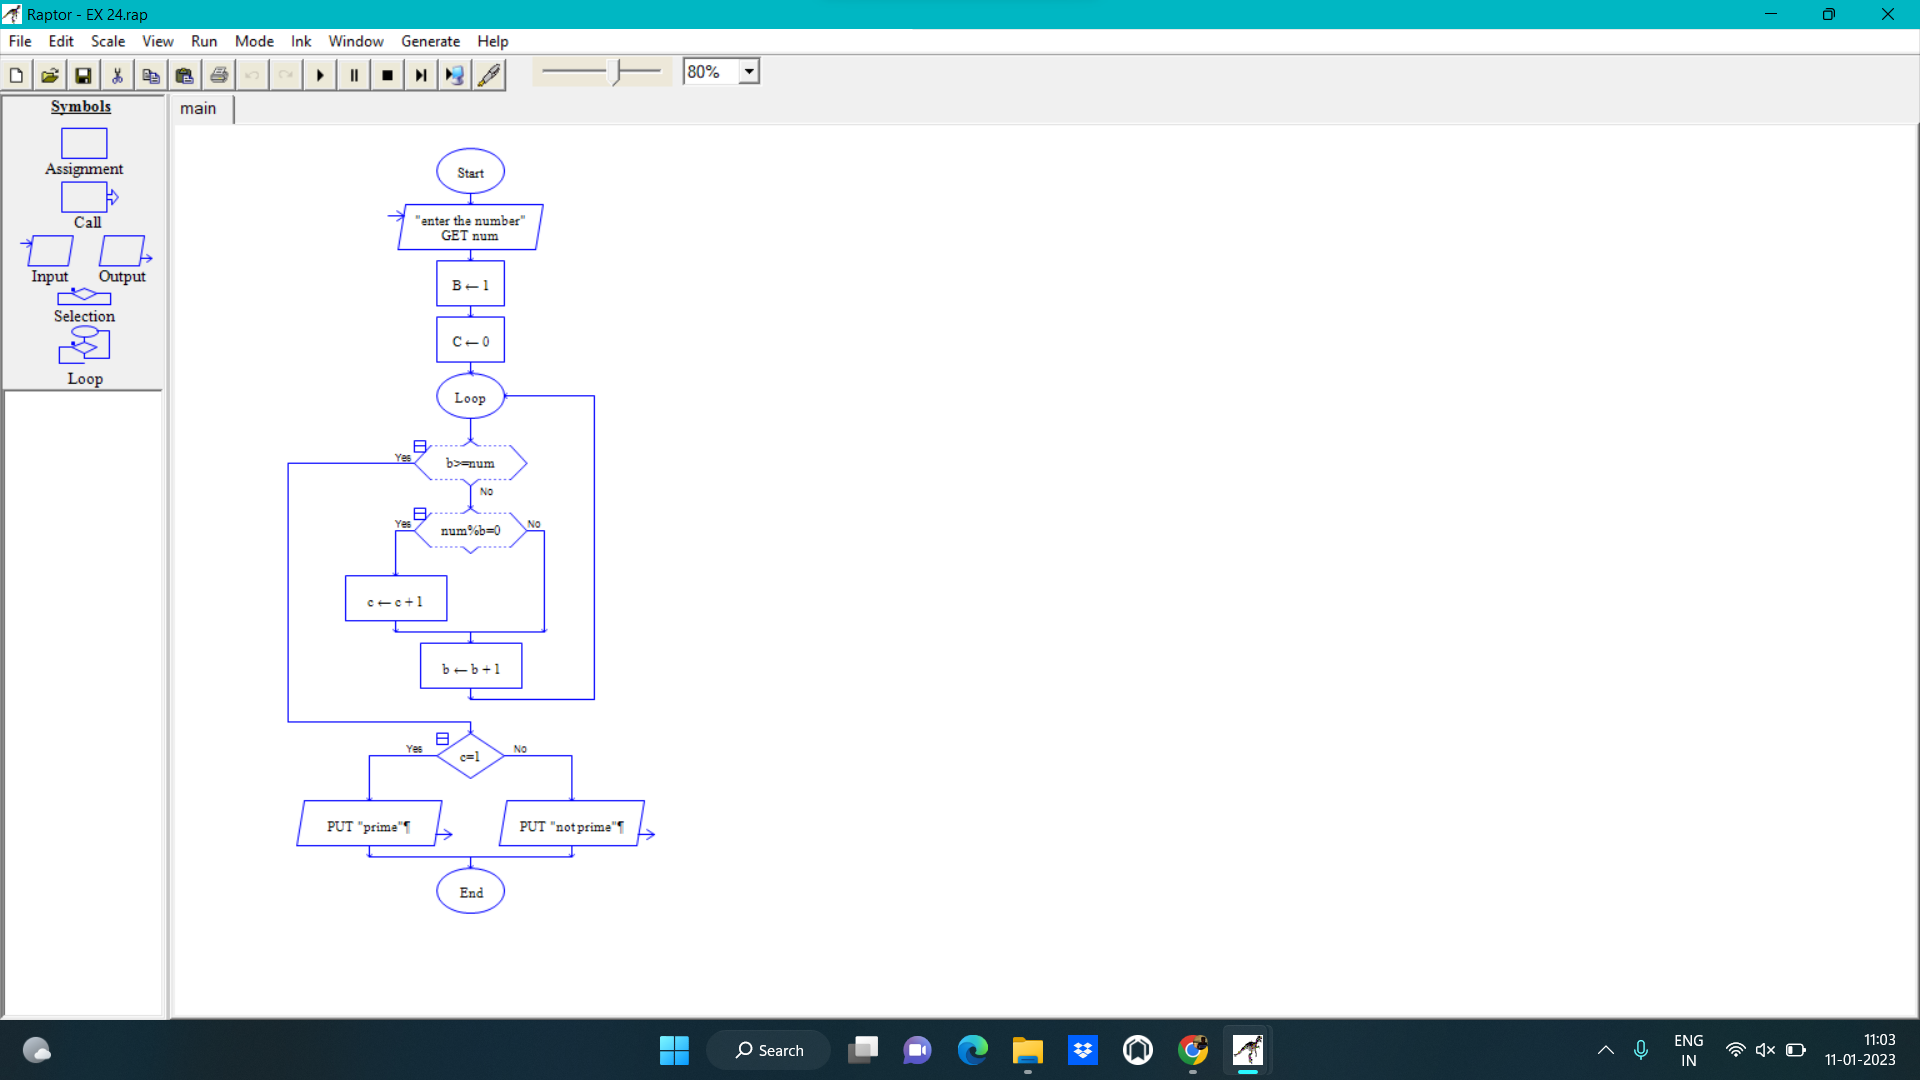 Raptor - EX 24.rap
File Edit Scale View Run Mode Ink Window Generate Help
80%
Symbols
Assignment
Call
Input Output
Selection
Loop
main
Start
"enter the number"
GET num
B ← 1
C ← 0
Loop
Yes
b>=num
No
Yes
num%b=0
No
c ← c + 1
b ← b + 1
Yes
c=1
No
PUT "prime"¶
PUT "not prime"¶
End
Search
ENG
IN
11:03
11-01-2023